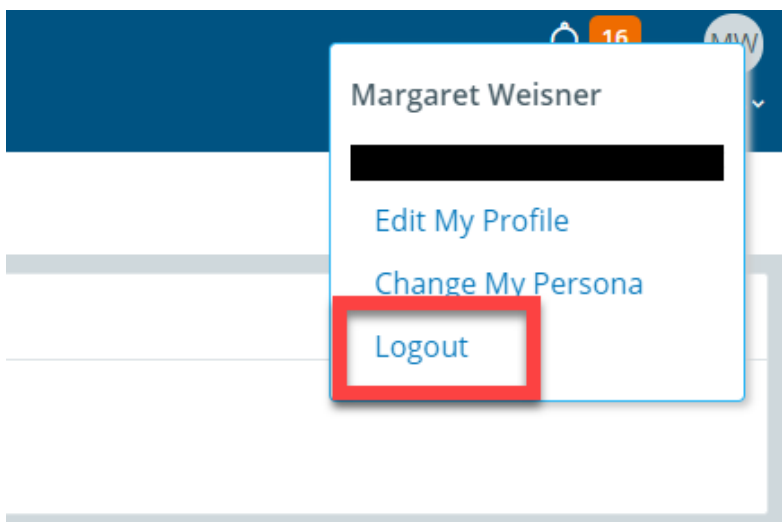 16
MW
Margaret Weisner
Edit My Profile
Change My Persona
Logout